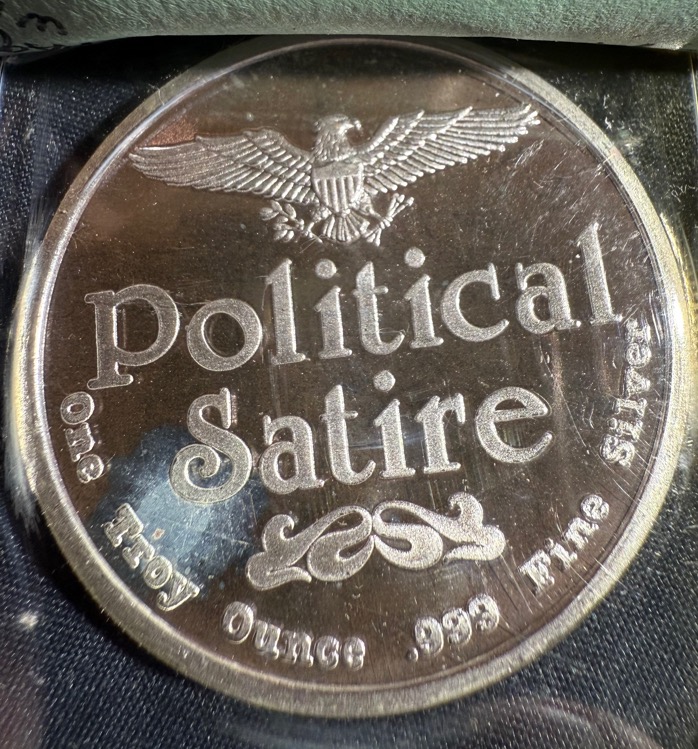 Political
Satire
One Troy Ounce .999 Fine Silver